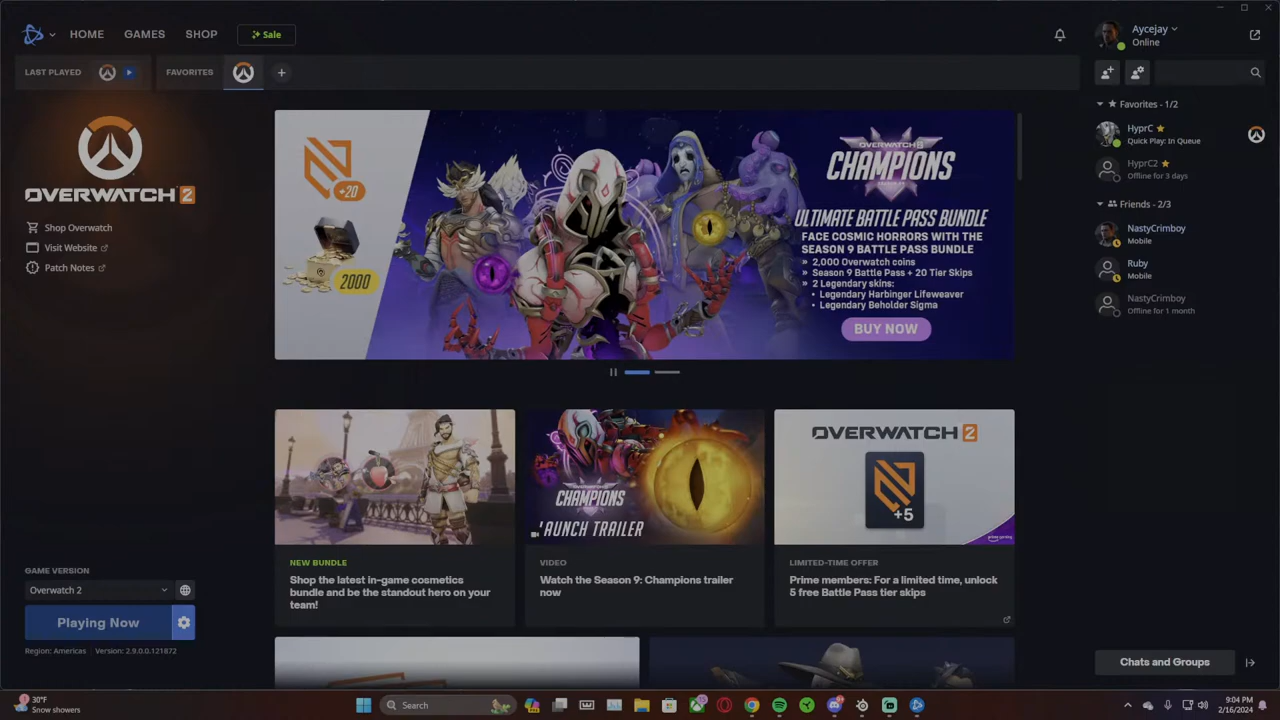 HOME GAMES SHOP Sale
Aycejay
Online
LAST PLAYED FAVORITES
OVERWATCH 2
Shop Overwatch
Visit Website
Patch Notes
+20
2000
OVERWATCH 2
CHAMPIONS
ULTIMATE BATTLE PASS BUNDLE
FACE COSMIC HORRORS WITH THE
SEASON 9 BATTLE PASS BUNDLE
» 2,000 Overwatch coins
» Season 9 Battle Pass + 20 Tier Skips
» 2 Legendary skins:
• Legendary Harbinger Lifeweaver
• Legendary Beholder Sigma
BUY NOW
Favorites - 1/2
HyprC
Quick Play: In Queue
HyprC2
Offline for 3 days
Friends - 2/3
NastyCrimboy
Mobile
Ruby
Mobile
NastyCrimboy
Offline for 1 month
CHAMPIONS
LAUNCH TRAILER
OVERWATCH 2
+5
prime gaming
NEW BUNDLE
Shop the latest in-game cosmetics
bundle and be the standout hero on your
team!
VIDEO
Watch the Season 9: Champions trailer
now
LIMITED-TIME OFFER
Prime members: For a limited time, unlock
5 free Battle Pass tier skips
GAME VERSION
Overwatch 2
Playing Now
Region: Americas Version: 2.9.0.0.121872
Chats and Groups
30°F
Snow showers
Search
9:04 PM
2/16/2024